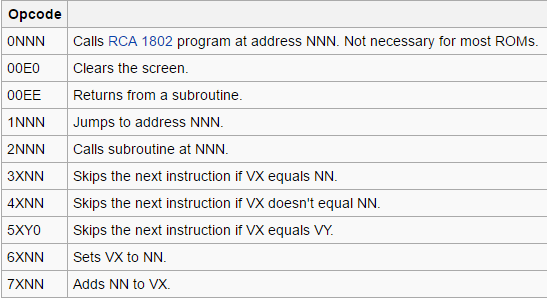 Opcode
0NNN Calls RCA 1802 program at address NNN. Not necessary for most ROMs.
00E0 Clears the screen.
00EE Returns from a subroutine.
1NNN Jumps to address NNN.
2NNN Calls subroutine at NNN.
3XNN Skips the next instruction if VX equals NN.
4XNN Skips the next instruction if VX doesn't equal NN.
5XY0 Skips the next instruction if VX equals VY.
6XNN Sets VX to NN.
7XNN Adds NN to VX.